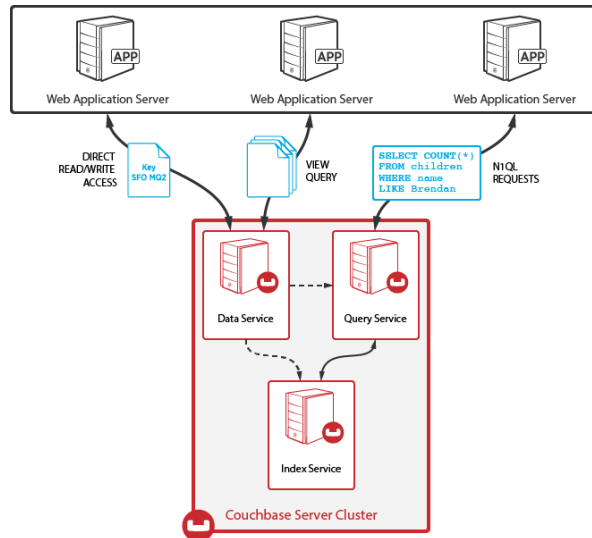 APP
APP
APP
Web Application Server
Web Application Server
Web Application Server
DIRECT
READ/WRITE
ACCESS
Key
SFO MQ2
VIEW
QUERY
SELECT COUNT(*)
FROM children
WHERE name
LIKE Brendan
N1QL
REQUESTS
Data Service
Query Service
Index Service
Couchbase Server Cluster